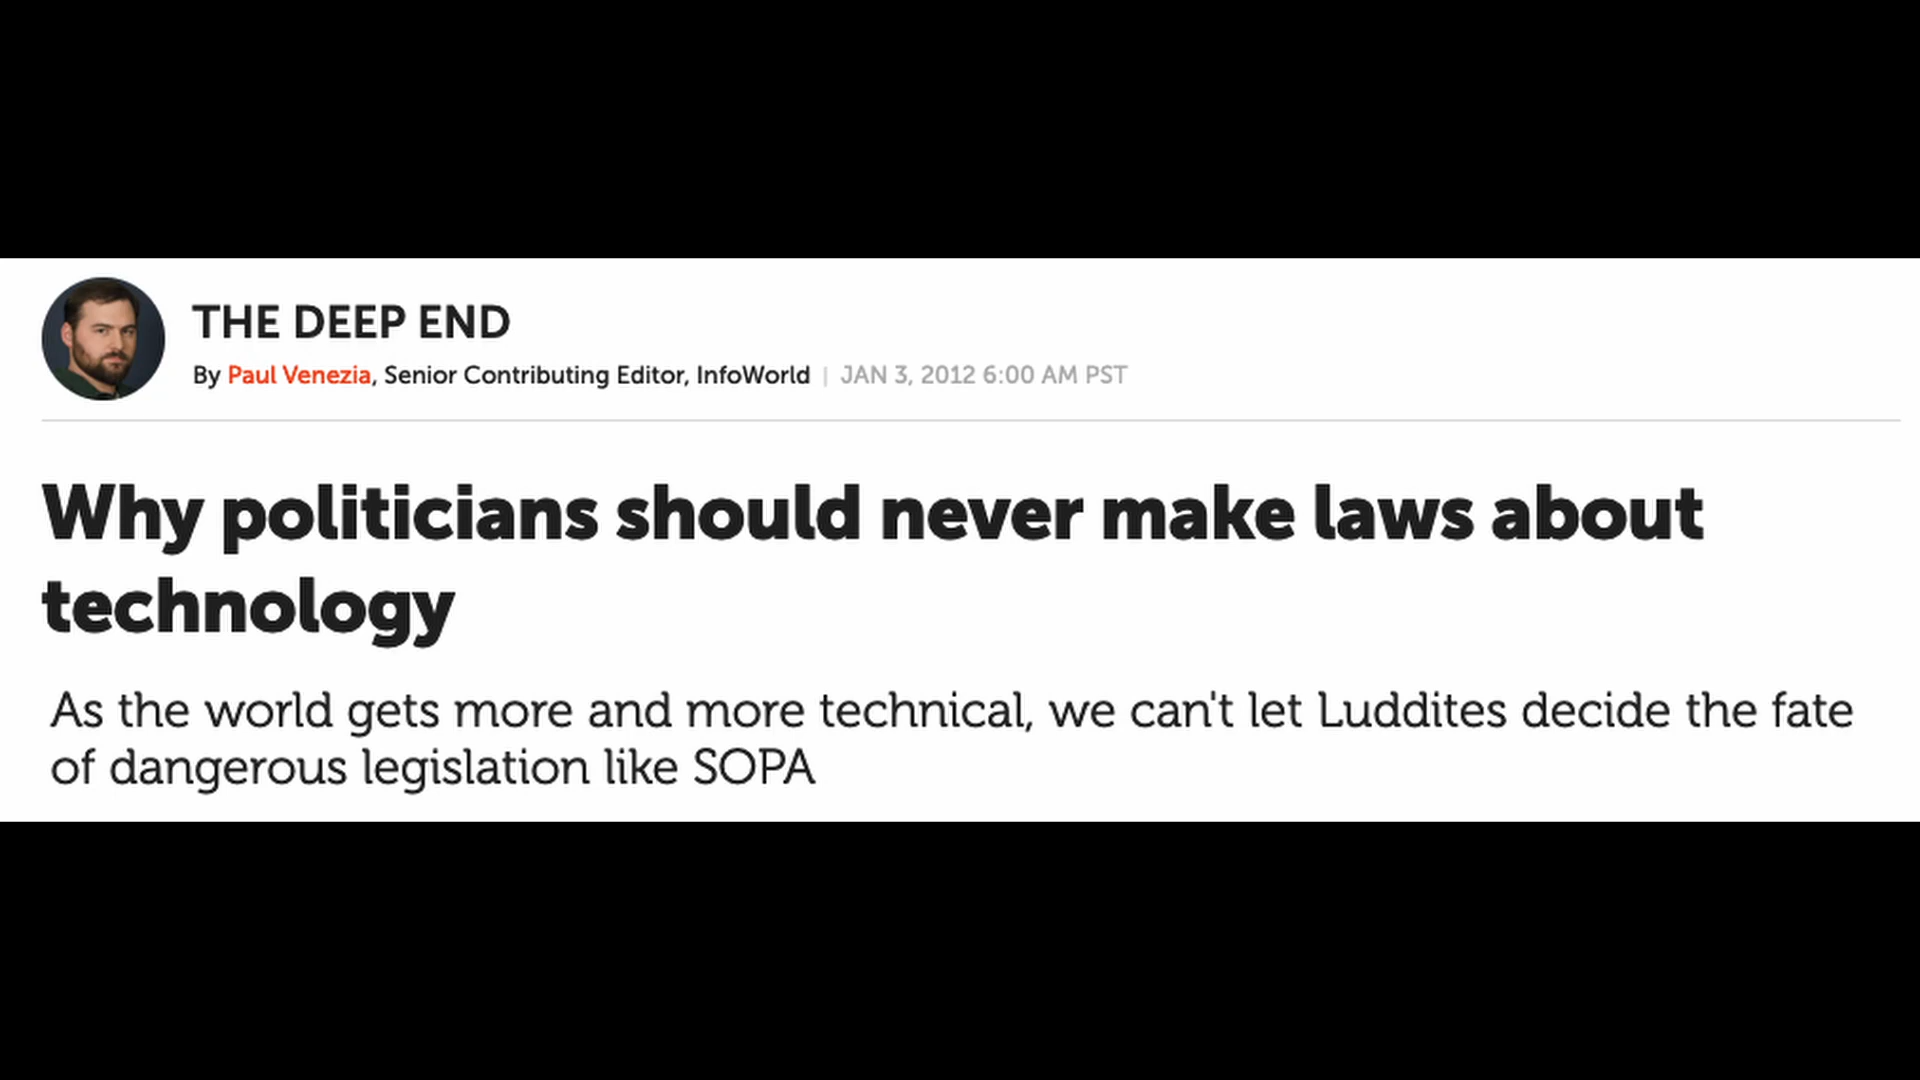 THE DEEP END
By Paul Venezia, Senior Contributing Editor, InfoWorld | JAN 3, 2012 6:00 AM PST
Why politicians should never make laws about
technology
As the world gets more and more technical, we can't let Luddites decide the fate
of dangerous legislation like SOPA